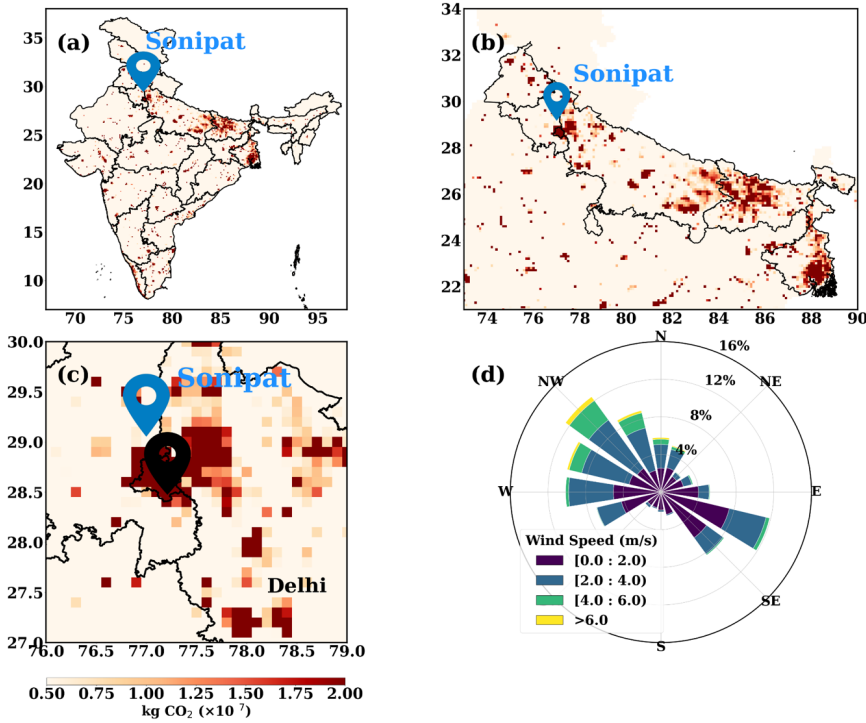 (a)
Sonipat
35
30
25
20
15
10
70
75
80
85
90
95
(b)
Sonipat
34
32
30
28
26
24
22
74
76
78
80
82
84
86
88
90
(c)
Sonipat
Delhi
30.0
29.5
29.0
28.5
28.0
27.5
27.0
76.0
76.5
77.0
77.5
78.0
78.5
79.0
0.50
0.75
1.00
1.25
1.50
1.75
2.00
kg CO₂ (×10 ⁷)
(d)
N
NE
E
SE
S
W
NW
4%
8%
12%
16%
Wind Speed (m/s)
[0.0 : 2.0)
[2.0 : 4.0)
[4.0 : 6.0)
>6.0